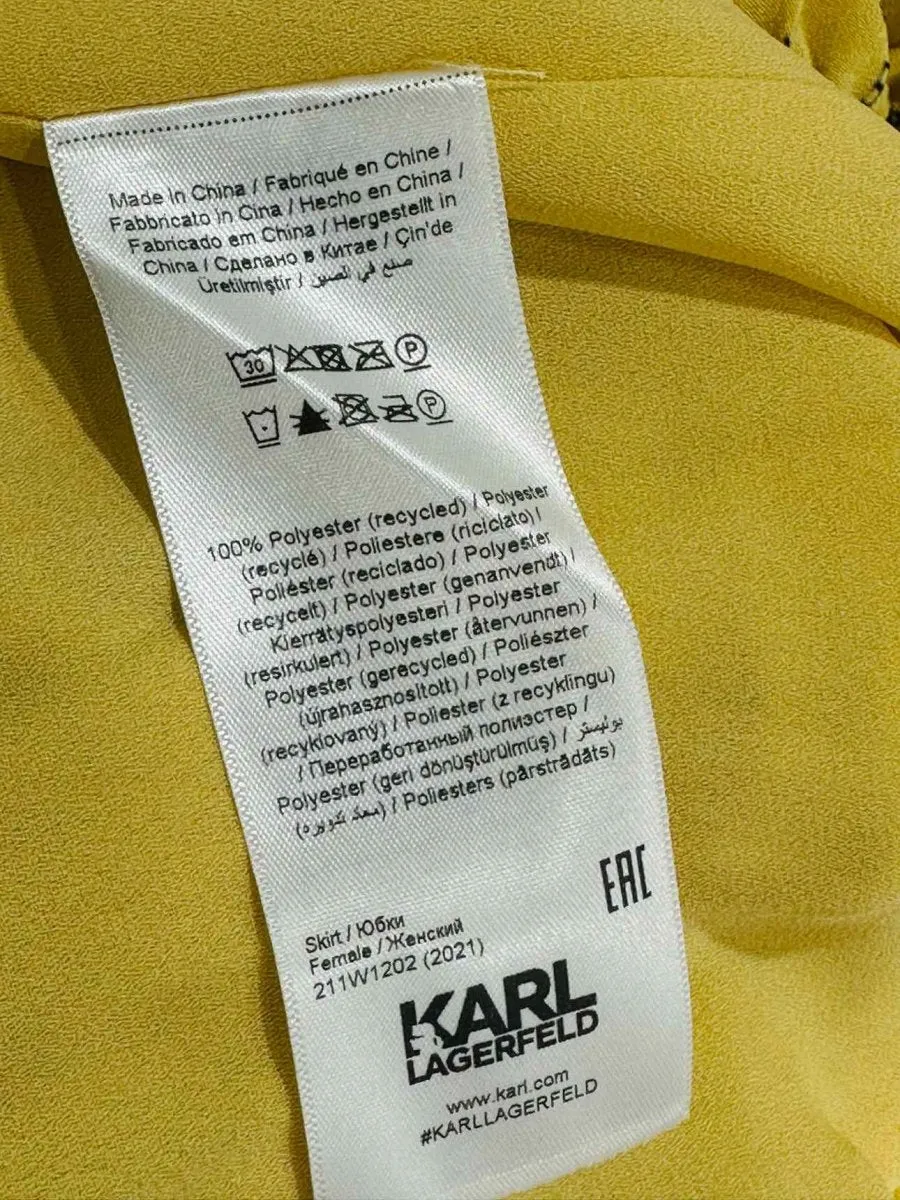 Made in China / Fabriqué en Chine /
Fabbricato in Cina / Hecho en China /
Fabricado em China / Hergestellt in
China / Сделано в Китае / Çin'de
Üretilmiştir / صنع في الصين
30
P
P
100% Polyester (recycled) / Polyester
(recyclé) / Poliestere (riciclato) /
Poliéster (reciclado) / Polyester
(recycelt) / Polyester (genanvendt) /
Kierrätyspolyesteri / Polyester
(resirkulert) / Polyester (återvunnen) /
Polyester (gerecycled) / Poliészter
(újrahasznosított) / Polyester
(recyklovaný) / Poliester (z recyklingu)
/ Переработанный полиэстер /
Polyester (geri dönüştürülmüş) / بوليستر
/ Poliesters (pārstrādāts)
EAC
Skirt / Юбки
Female / Женский
211W1202 (2021)
KARL
LAGERFELD
www.karl.com
#KARLLAGERFELD